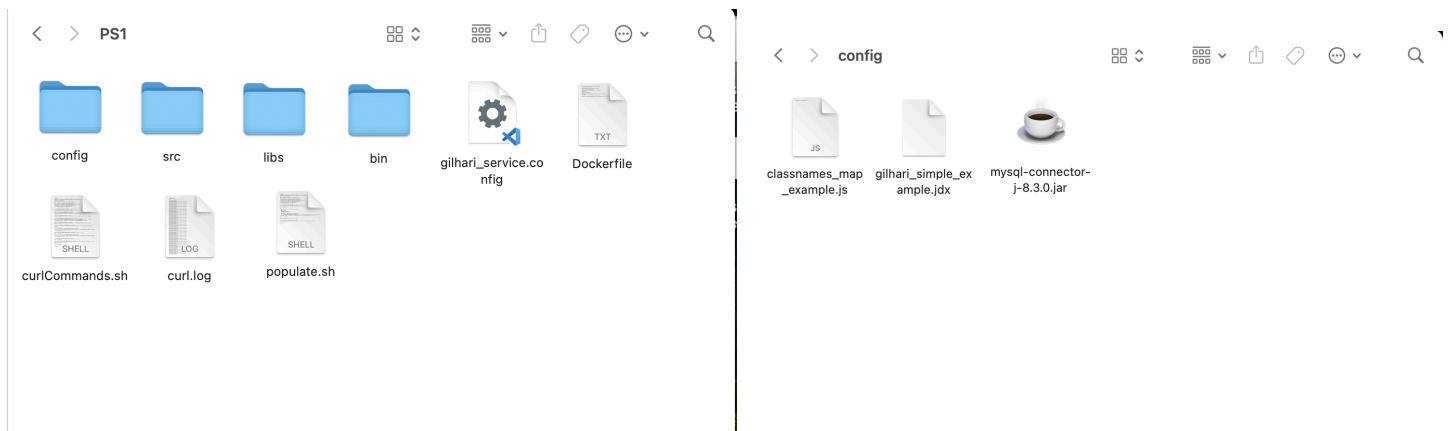 PS1
config
src
libs
bin
gilhari_service.co
nfig
TXT
Dockerfile
SHELL
curlCommands.sh
LOG
curl.log
SHELL
populate.sh
config
JS
classnames_map
_example.js
gilhari_simple_ex
ample.jdx
mysql-connector-
j-8.3.0.jar